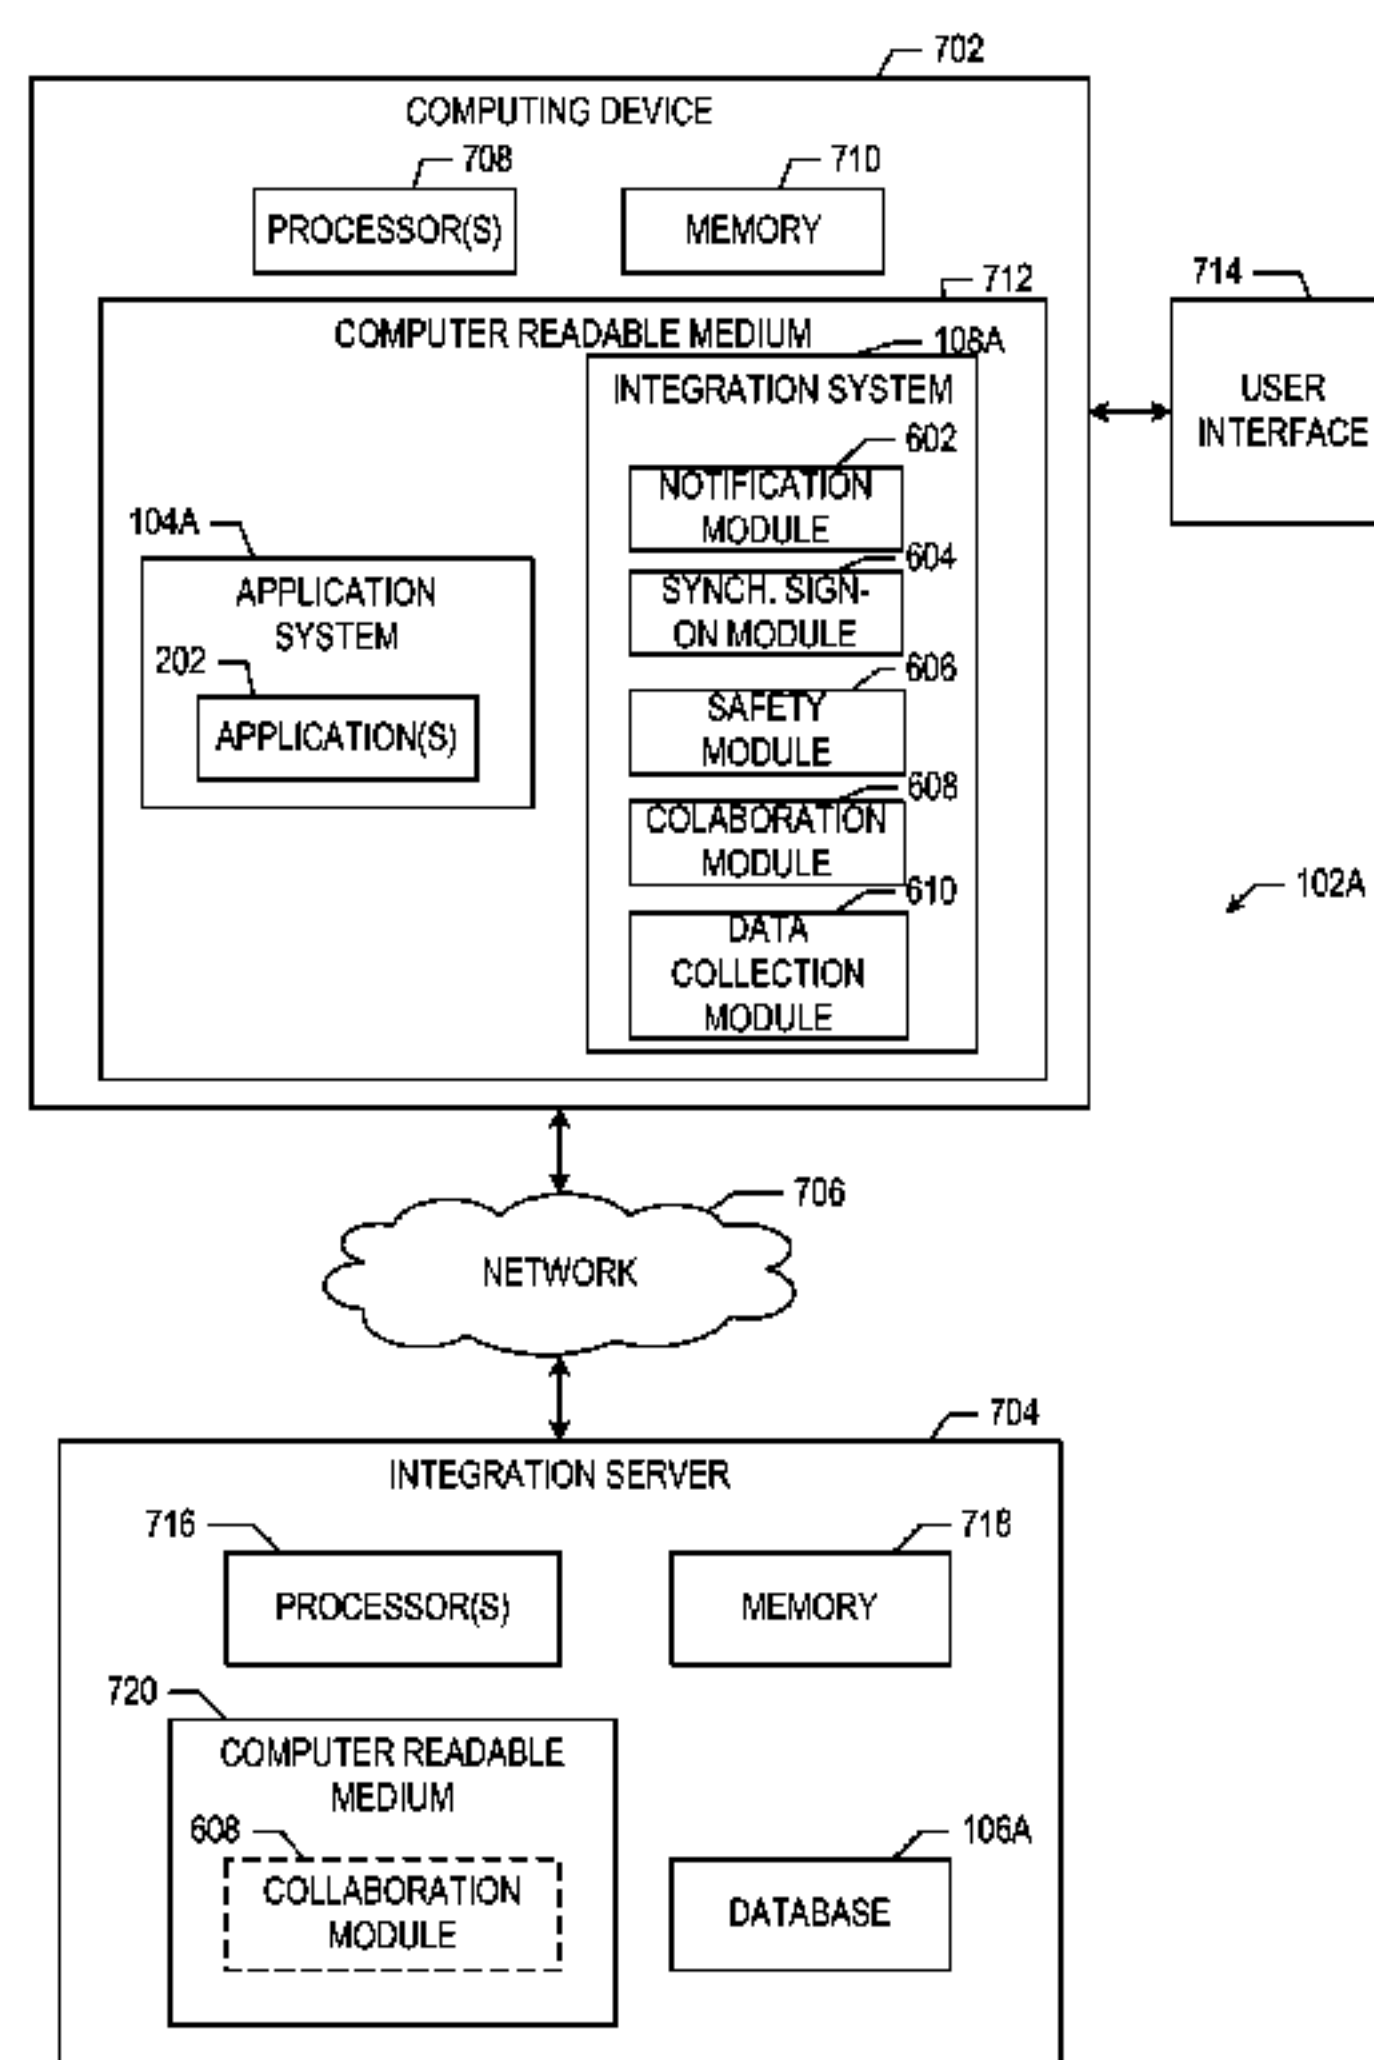 702
COMPUTING DEVICE
708
710
PROCESSOR(S)
MEMORY
712
714
COMPUTER READABLE MEDIUM
108A
INTEGRATION SYSTEM
USER
INTERFACE
602
NOTIFICATION
MODULE
104A
604
APPLICATION
SYSTEM
SYNCH. SIGN-
ON MODULE
202
606
APPLICATION(S)
SAFETY
MODULE
608
COLABORATION
MODULE
102A
610
DATA
COLLECTION
MODULE
706
NETWORK
704
INTEGRATION SERVER
716
718
PROCESSOR(S)
MEMORY
720
COMPUTER READABLE
MEDIUM
608
106A
COLLABORATION
MODULE
DATABASE